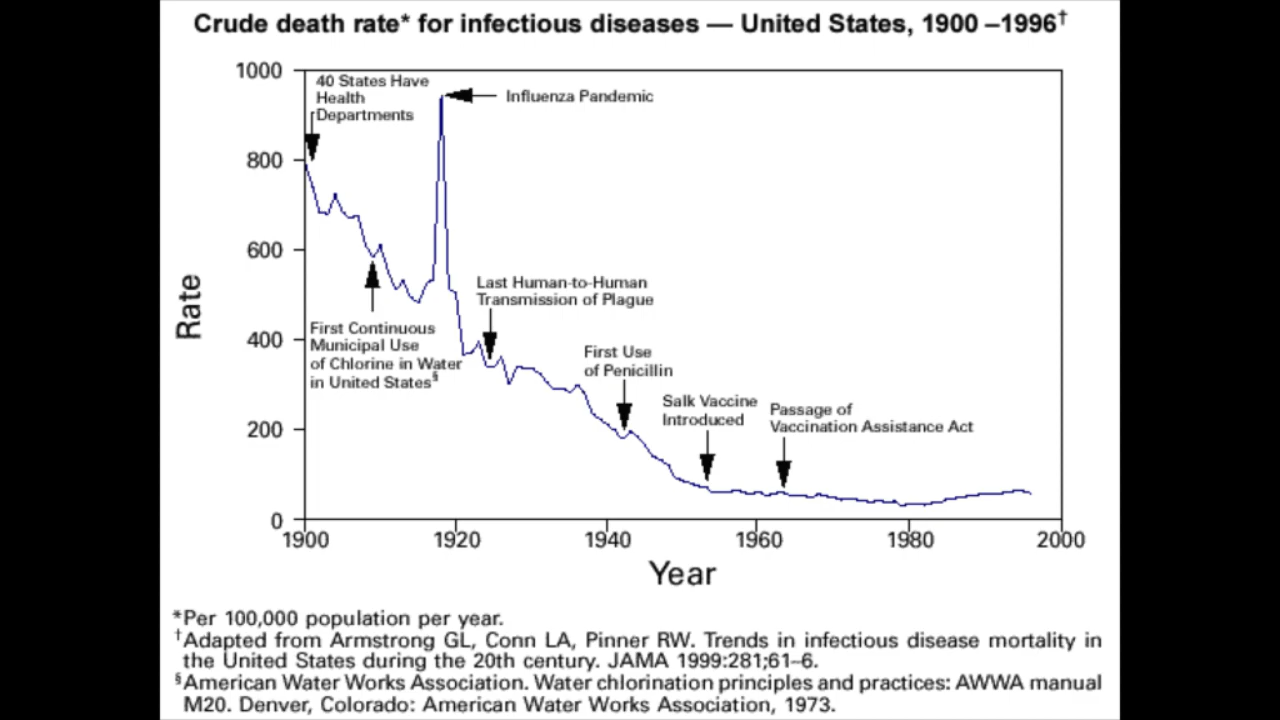 Crude death rate* for infectious diseases — United States, 1900 –1996†
1000
800
600
400
200
0
Rate
40 States Have
Health
Departments
Influenza Pandemic
First Continuous
Municipal Use
of Chlorine in Water
in United States§
Last Human-to-Human
Transmission of Plague
First Use
of Penicillin
Salk Vaccine
Introduced
Passage of
Vaccination Assistance Act
1900 1920 1940 1960 1980 2000
Year
*Per 100,000 population per year.
†Adapted from Armstrong GL, Conn LA, Pinner RW. Trends in infectious disease mortality in
the United States during the 20th century. JAMA 1999:281;61–6.
§American Water Works Association. Water chlorination principles and practices: AWWA manual
M20. Denver, Colorado: American Water Works Association, 1973.